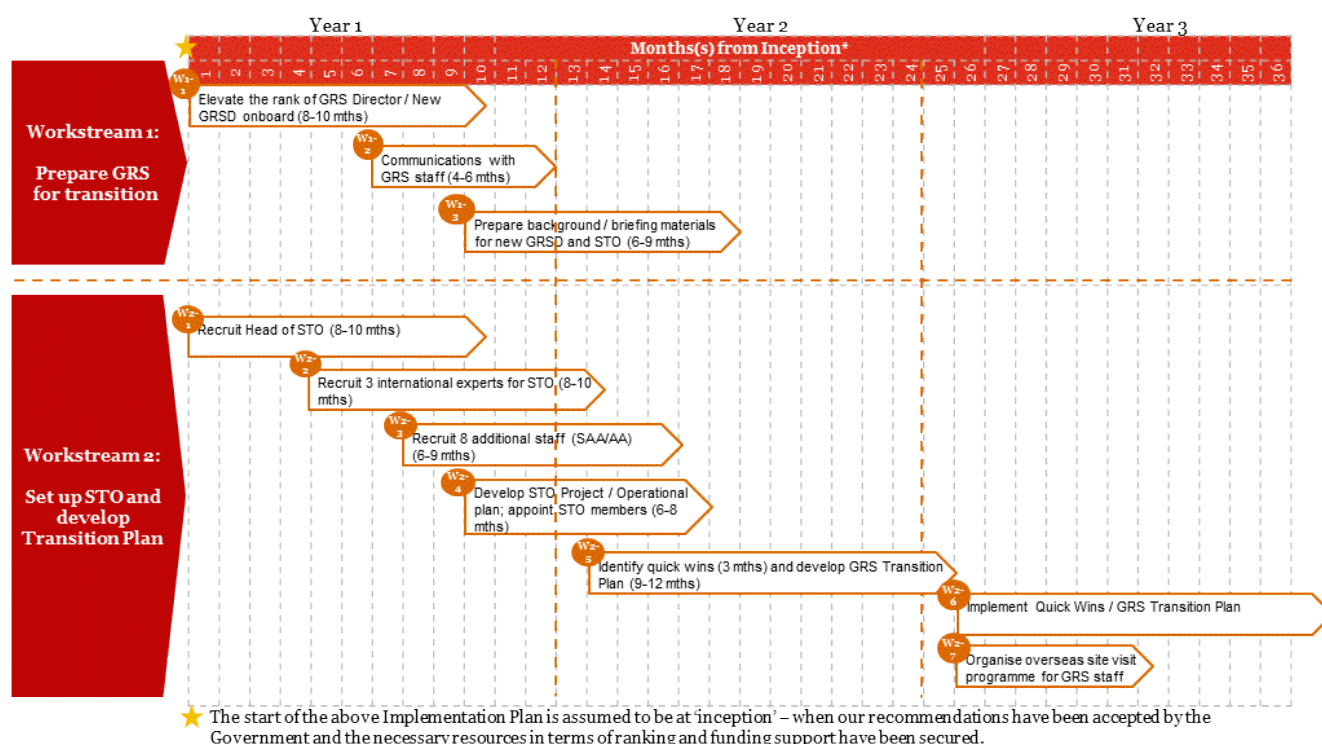 Year 1
Year 2
Year 3
Months(s) from Inception*
1 2 3 4 5 6 7 8 9 10 11 12 13 14 15 16 17 18 19 20 21 22 23 24 25 26 27 28 29 30 31 32 33 34 35 36
Workstream 1:
Prepare GRS
for transition
W1-
1
Elevate the rank of GRS Director / New
GRSD onboard (8-10 mths)
W1-
2
Communications with
GRS staff (4-6 mths)
W1-
3
Prepare background / briefing materials
for new GRSD and STO (6-9 mths)
Workstream 2:
Set up STO and
develop
Transition Plan
W2-
1
Recruit Head of STO (8-10 mths)
W2-
2
Recruit 3 international experts for STO (8-10
mths)
W2-
3
Recruit 8 additional staff (SAA/AA)
(6-9 mths)
W2-
4
Develop STO Project / Operational
plan; appoint STO members (6-8
mths)
W2-
5
Identify quick wins (3 mths) and develop GRS Transition
Plan (9-12 mths)
W2-
6
Implement Quick Wins / GRS Transition Plan
W2-
7
Organise overseas site visit
programme for GRS staff
The start of the above Implementation Plan is assumed to be at ‘inception’ – when our recommendations have been accepted by the
Government and the necessary resources in terms of ranking and funding support have been secured.